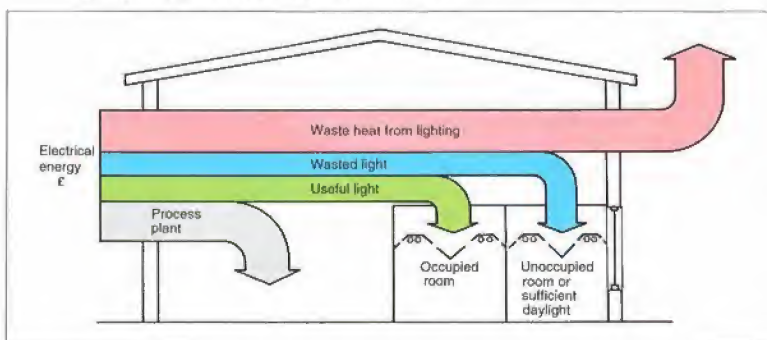 Waste heat from lighting
Electrical
energy
£
Wasted light
Useful light
Process
plant
Occupied
room
Unoccupied
room or
sufficient
daylight